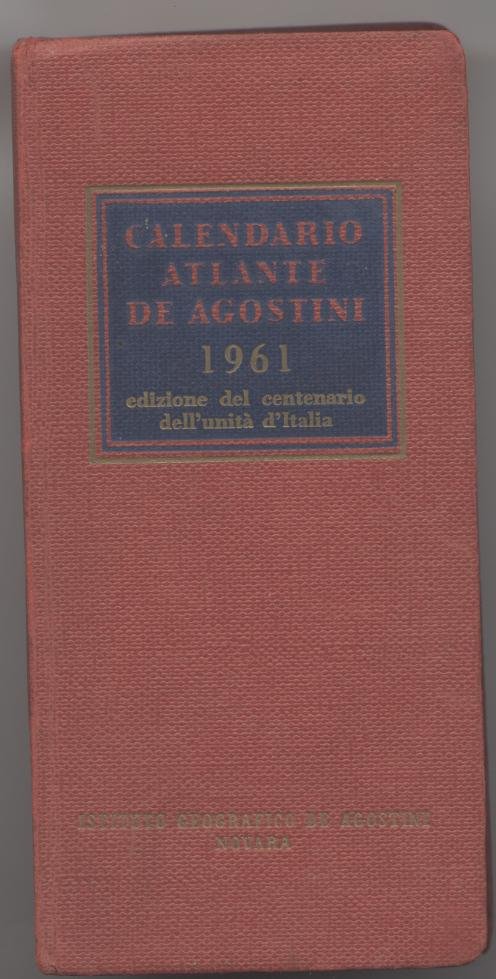 CALENDARIO
ATLANTE
DE AGOSTINI
1961
edizione del centenario
dell'unità d'Italia
ISTITUTO GEOGRAFICO DE AGOSTINI
NOVARA